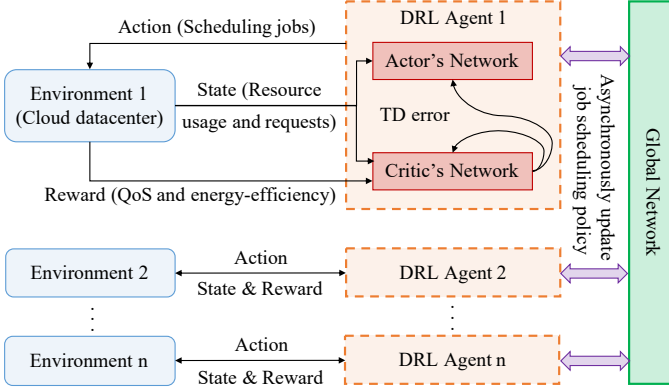 DRL Agent 1
Action (Scheduling jobs)
Actor's Network
Environment 1
(Cloud datacenter)
State (Resource
usage and requests)
TD error
Critic's Network
Reward (QoS and energy-efficiency)
Asynchronously update
job scheduling policy
Global Network
Environment 2
Action
State & Reward
DRL Agent 2
Environment n
Action
State & Reward
DRL Agent n